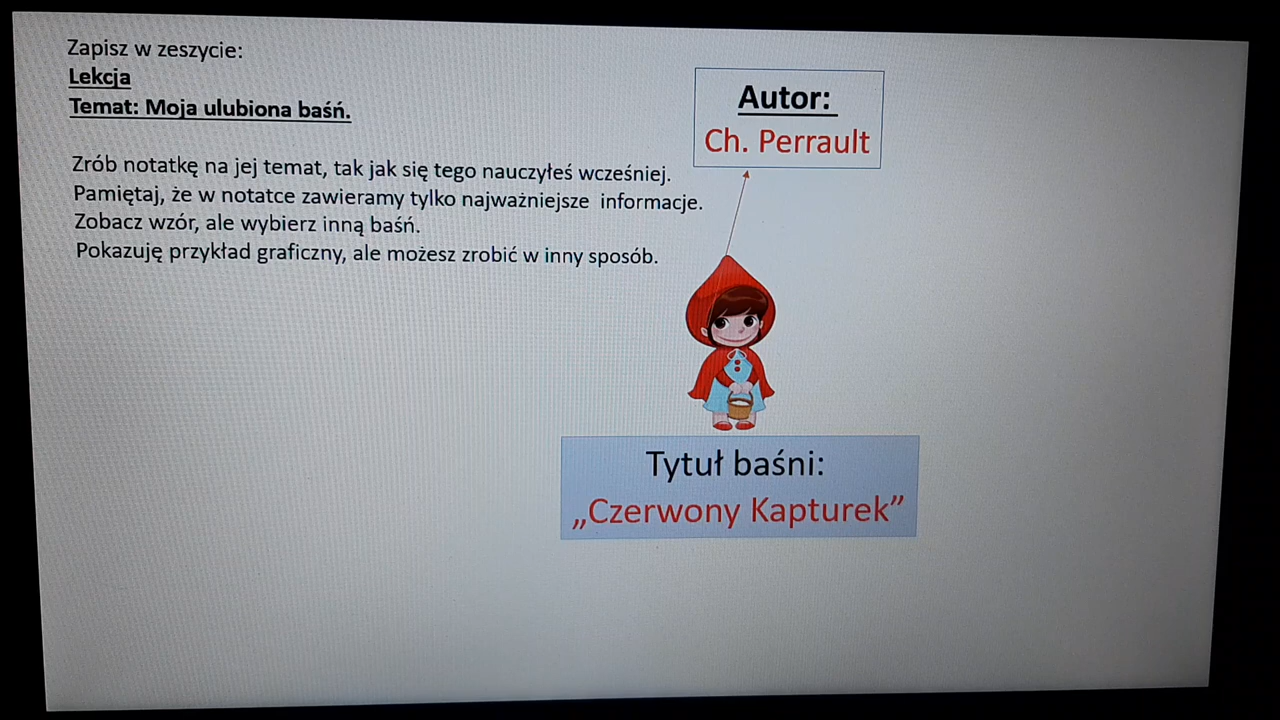 Zapisz w zeszycie:
Lekcja
Temat: Moja ulubiona baśń.
Zrób notatkę na jej temat, tak jak się tego nauczyłeś wcześniej.
Pamiętaj, że w notatce zawieramy tylko najważniejsze informacje.
Zobacz wzór, ale wybierz inną baśń.
Pokazuję przykład graficzny, ale możesz zrobić w inny sposób.
Autor:
Ch. Perrault
Tytuł baśni:
„Czerwony Kapturek”